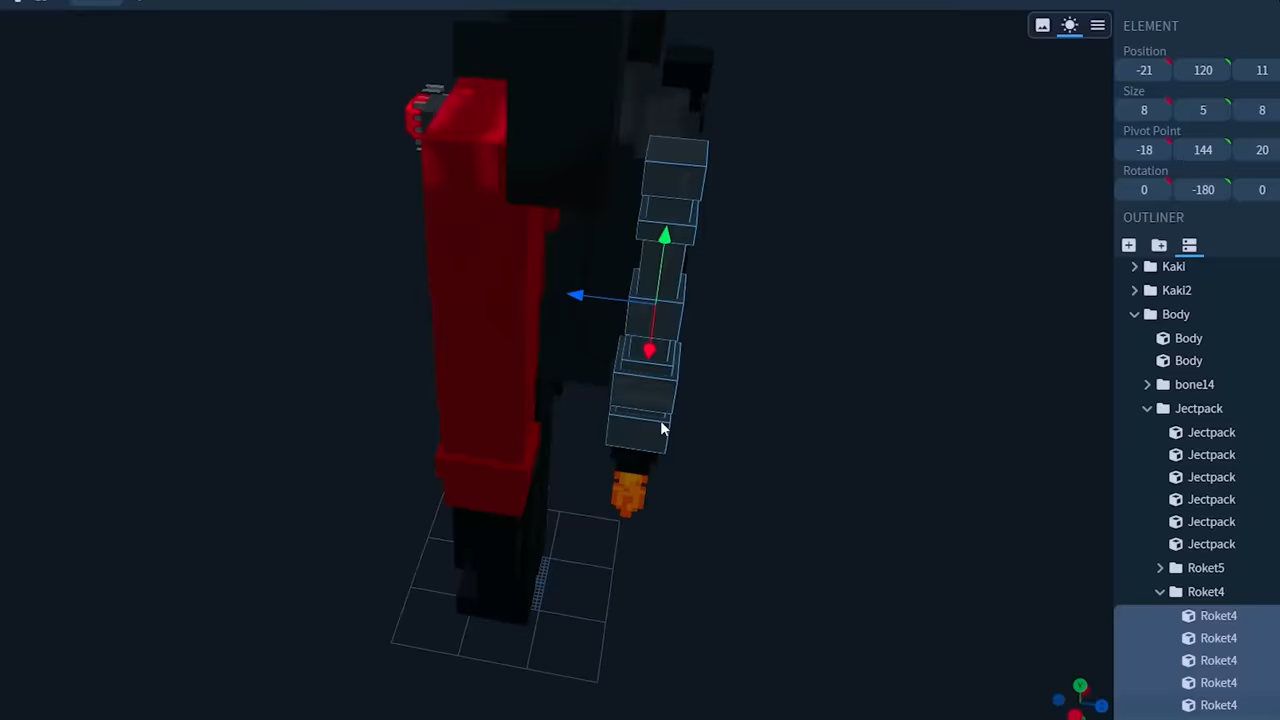 ELEMENT
Position
-21 120 11
Size
8 5 8
Pivot Point
-18 144 20
Rotation
0 -180 0
OUTLINER
Kaki
Kaki2
Body
Body
Body
bone14
Jectpack
Jectpack
Jectpack
Jectpack
Jectpack
Jectpack
Jectpack
Roket5
Roket4
Roket4
Roket4
Roket4
Roket4
Roket4